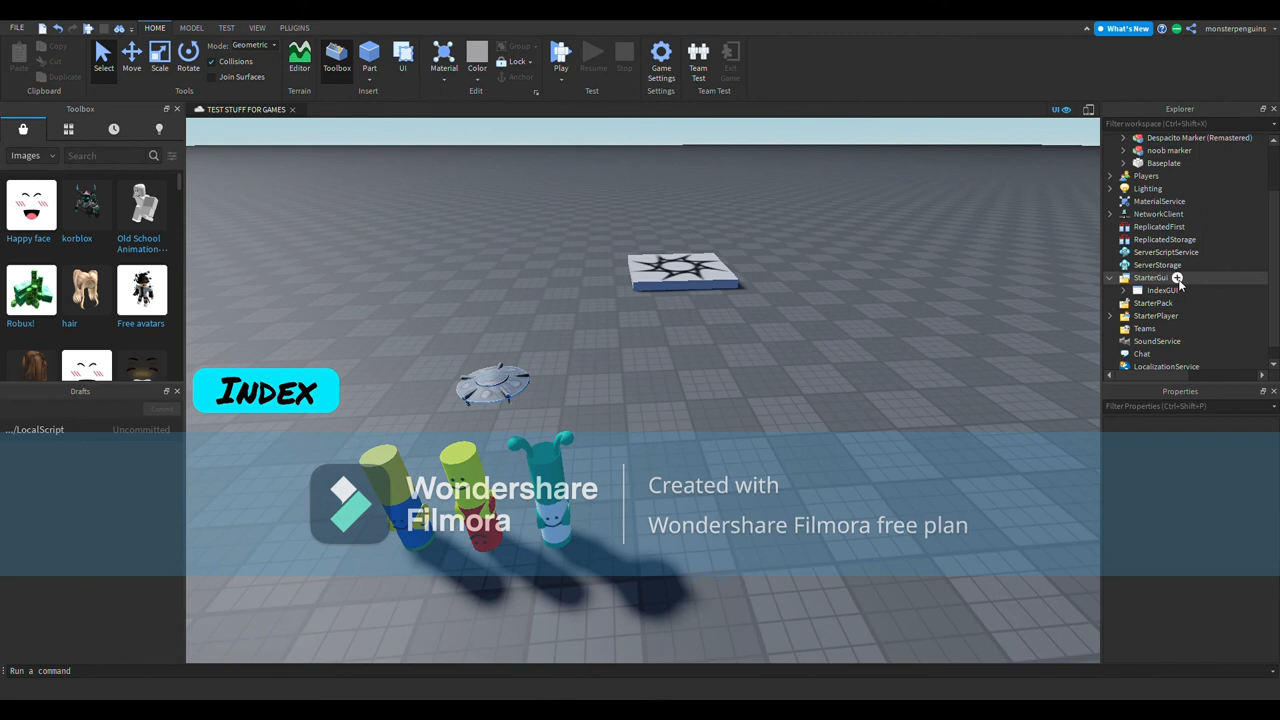 FILE
HOME
MODEL
TEST
VIEW
PLUGINS
What's New
monsterpenguins
Paste
Copy
Cut
Duplicate
Clipboard
Select
Move
Scale
Rotate
Mode: Geometric
Collisions
Join Surfaces
Tools
Editor
Terrain
Toolbox
Part
UI
Insert
Material
Color
Group
Lock
Anchor
Edit
Play
Resume
Stop
Test
Game Settings
Settings
Team Test
Exit Game
Team Test
Toolbox
Images
Search
Happy face
korblox
Old School Animation-...
Robux!
hair
Free avatars
Drafts
Commit
.../LocalScript
Uncommitted
TEST STUFF FOR GAMES
UI
Index
Wondershare
Filmora
Created with
Wondershare Filmora free plan
Explorer
Filter workspace (Ctrl+Shift+X)
Despacito Marker (Remastered)
noob marker
Baseplate
Players
Lighting
MaterialService
NetworkClient
ReplicatedFirst
ReplicatedStorage
ServerScriptService
ServerStorage
StarterGui
IndexGUI
StarterPack
StarterPlayer
Teams
SoundService
Chat
LocalizationService
Properties
Filter Properties (Ctrl+Shift+P)
Run a command